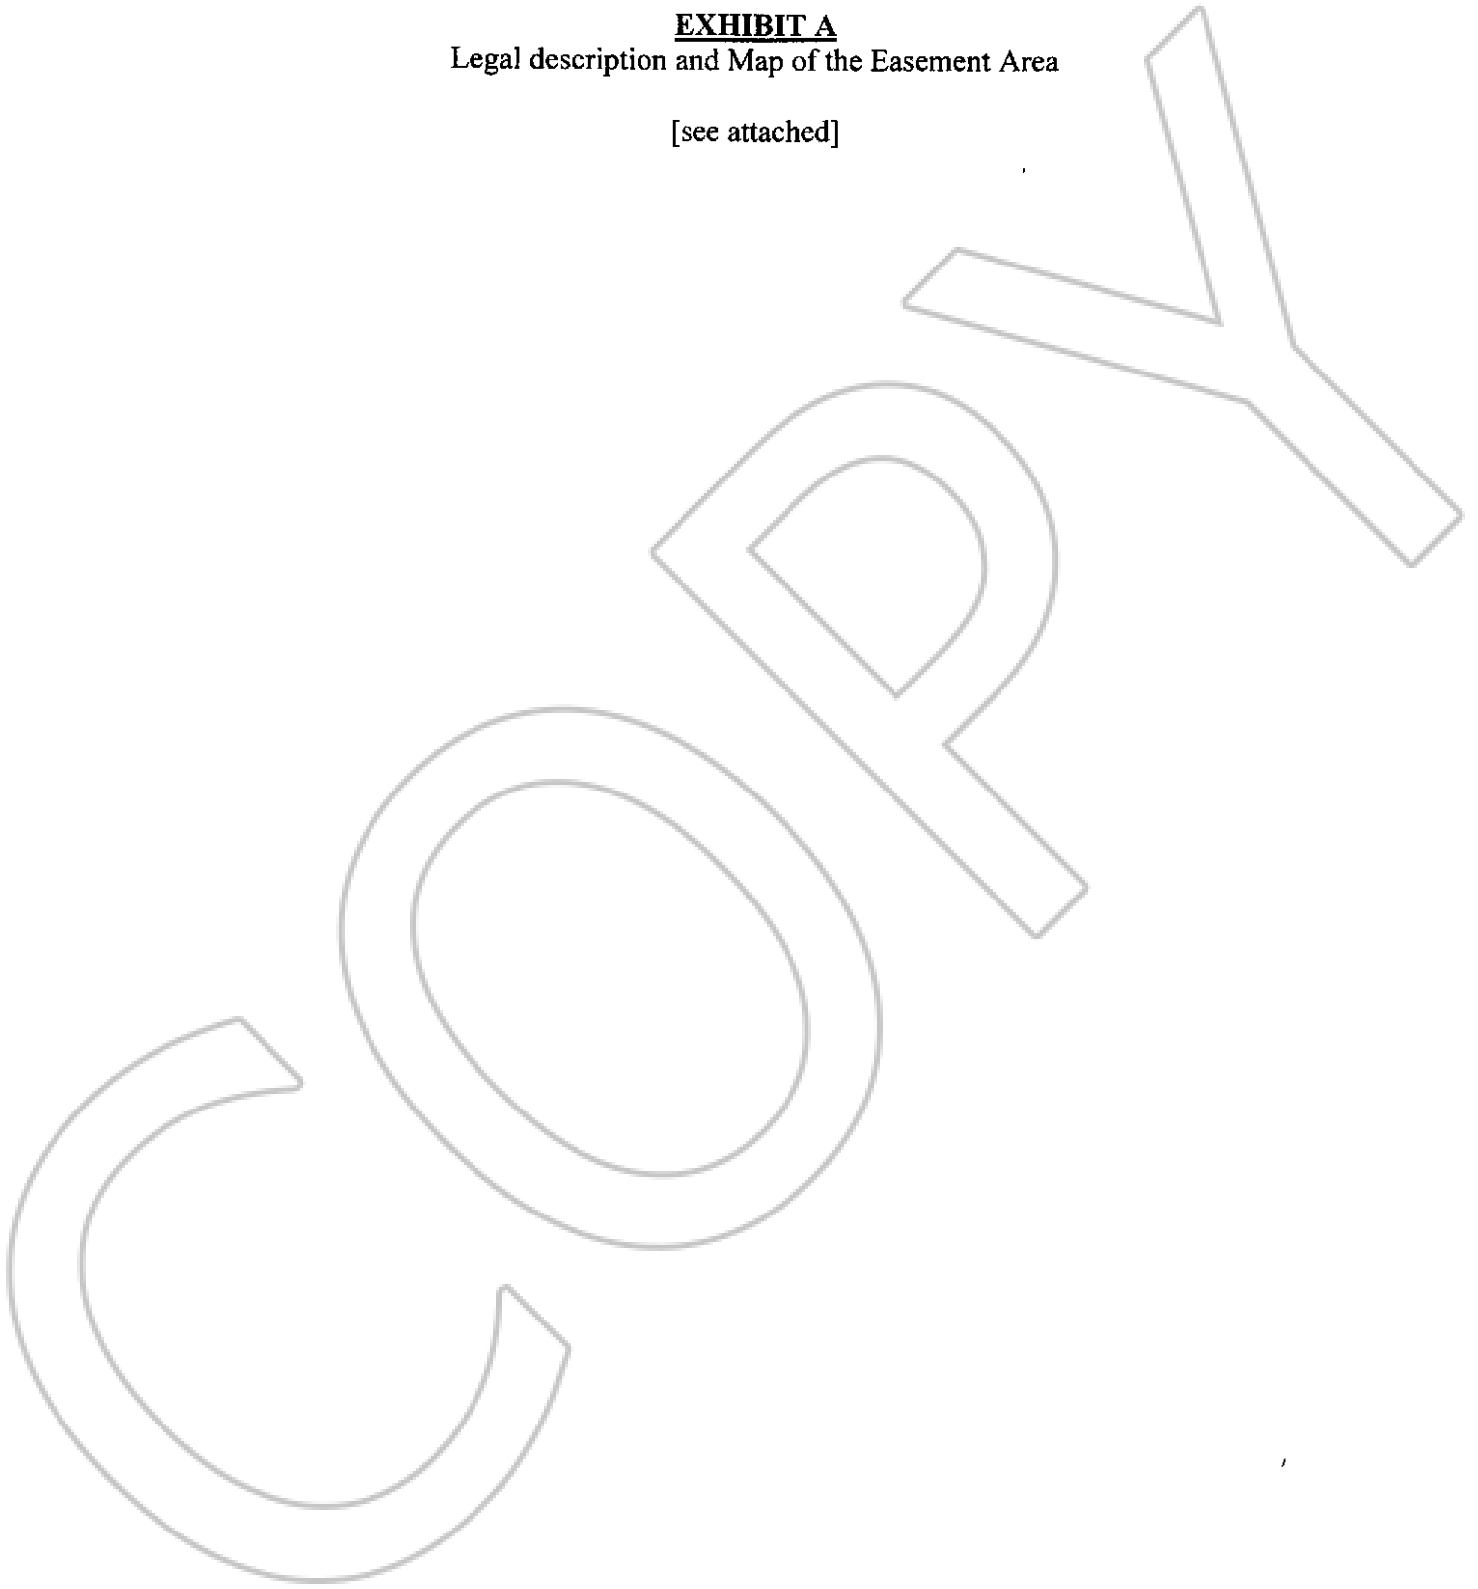 EXHIBIT A
Legal description and Map of the Easement Area
[see attached]
COPY